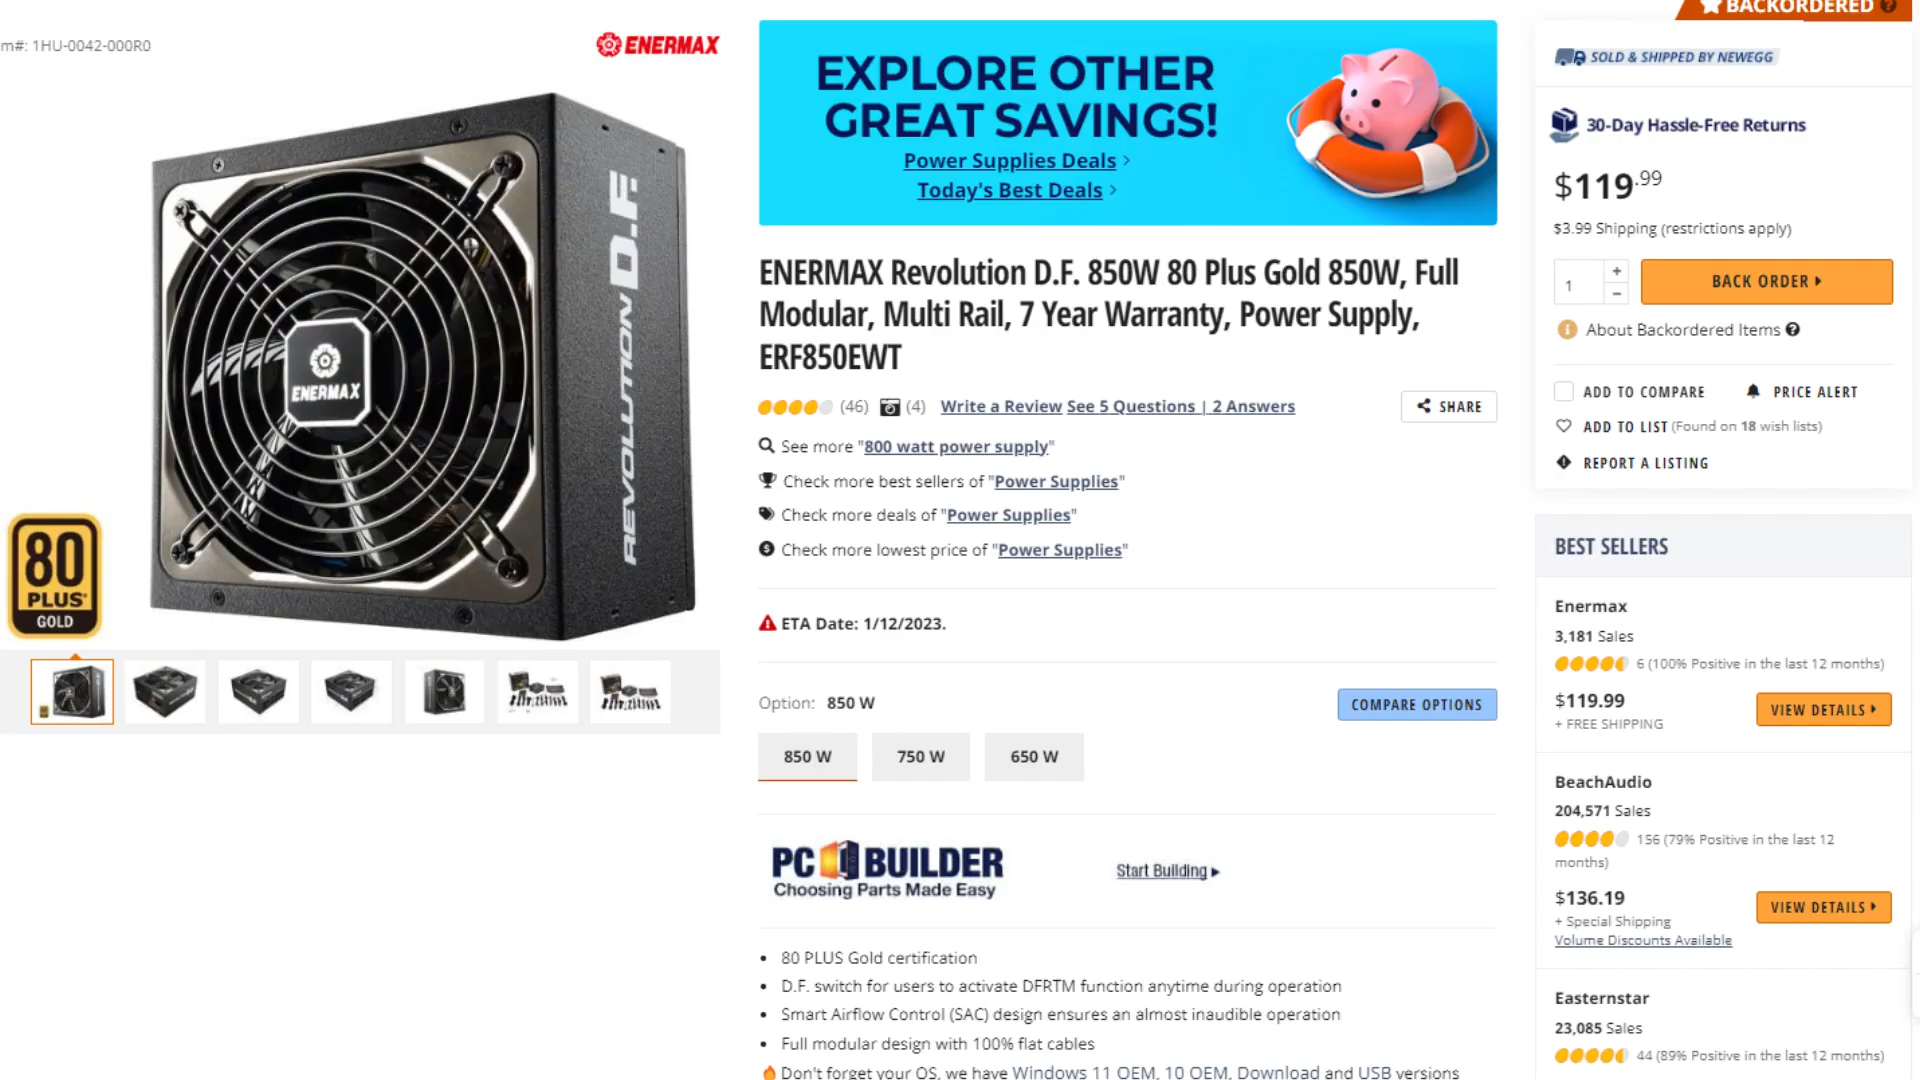 BACKORDERED
m#: 1HU-0042-000R0
ENERMAX
REVOLUTION D.F.
ENERMAX
80
PLUS
GOLD
EXPLORE OTHER
GREAT SAVINGS!
Power Supplies Deals
Today's Best Deals
ENERMAX Revolution D.F. 850W 80 Plus Gold 850W, Full
Modular, Multi Rail, 7 Year Warranty, Power Supply,
ERF850EWT
(46) (4) Write a Review See 5 Questions | 2 Answers
SHARE
See more "800 watt power supply"
Check more best sellers of "Power Supplies"
Check more deals of "Power Supplies"
Check more lowest price of "Power Supplies"
ETA Date: 1/12/2023.
Option: 850 W
COMPARE OPTIONS
850 W 750 W 650 W
PC BUILDER
Choosing Parts Made Easy
Start Building
• 80 PLUS Gold certification
• D.F. switch for users to activate DFRTM function anytime during operation
• Smart Airflow Control (SAC) design ensures an almost inaudible operation
• Full modular design with 100% flat cables
Don't forget your OS, we have Windows 11 OEM, 10 OEM, Download and USB versions
SOLD & SHIPPED BY NEWEGG
30-Day Hassle-Free Returns
$119.99
$3.99 Shipping (restrictions apply)
1 + −
BACK ORDER
About Backordered Items
ADD TO COMPARE
PRICE ALERT
ADD TO LIST (Found on 18 wish lists)
REPORT A LISTING
BEST SELLERS
Enermax
3,181 Sales
6 (100% Positive in the last 12 months)
$119.99
+ FREE SHIPPING
VIEW DETAILS
BeachAudio
204,571 Sales
156 (79% Positive in the last 12
months)
$136.19
+ Special Shipping
Volume Discounts Available
VIEW DETAILS
Easternstar
23,085 Sales
44 (89% Positive in the last 12 months)